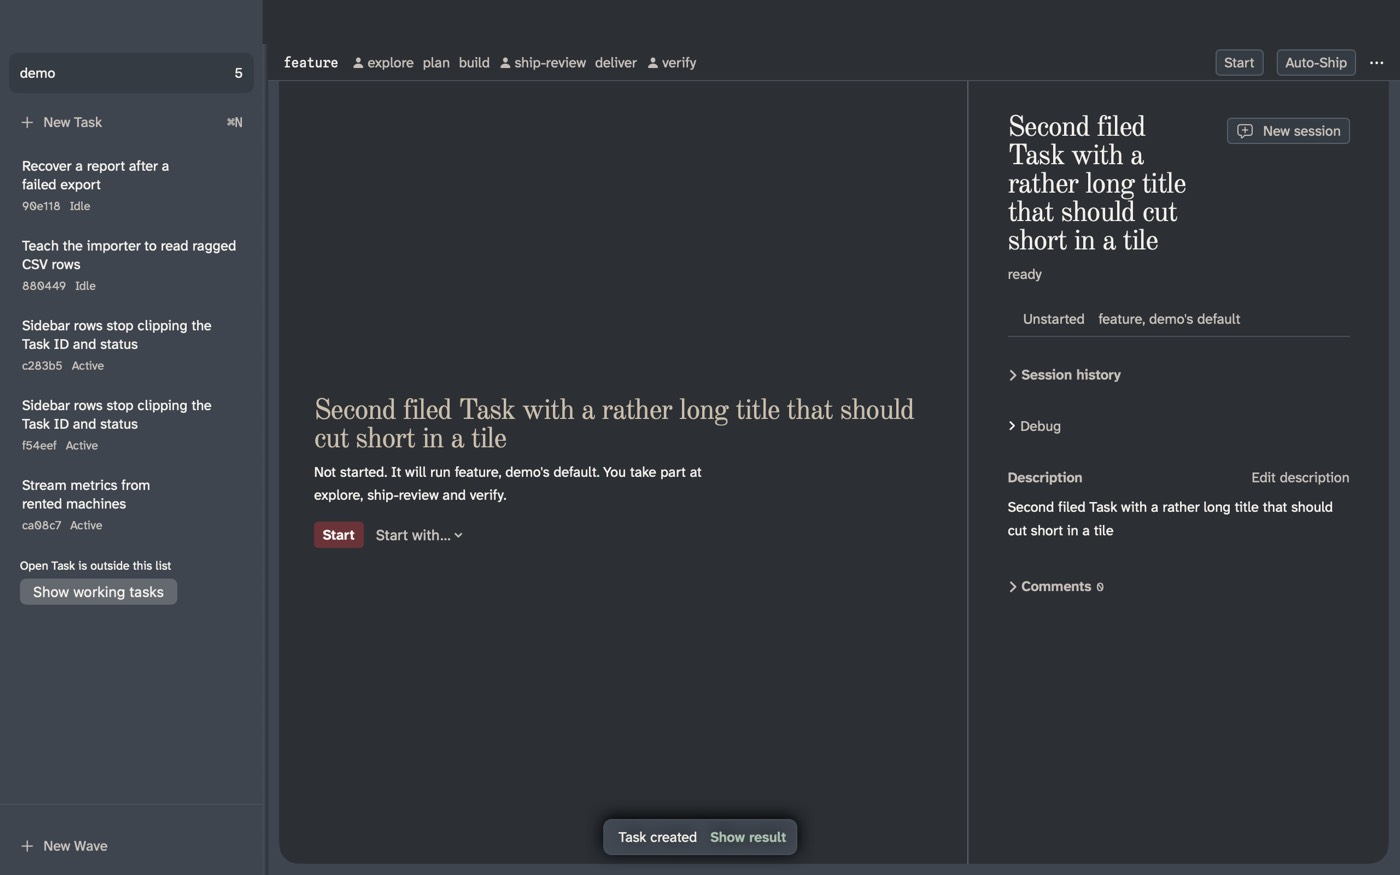 demo 5
New Task ⌘N
Recover a report after a
failed export
90e118 Idle
Teach the importer to read ragged
CSV rows
880449 Idle
Sidebar rows stop clipping the
Task ID and status
c283b5 Active
Sidebar rows stop clipping the
Task ID and status
f54eef Active
Stream metrics from
rented machines
ca08c7 Active
Open Task is outside this list
Show working tasks
New Wave
feature explore plan build ship-review deliver verify
Start Auto-Ship ...
Second filed Task with a rather long title that should
cut short in a tile
Not started. It will run feature, demo's default. You take part at
explore, ship-review and verify.
Start Start with...
Task created Show result
Second filed
Task with a
rather long title
that should cut
short in a tile
New session
ready
Unstarted feature, demo's default
Session history
Debug
Description Edit description
Second filed Task with a rather long title that should
cut short in a tile
Comments 0